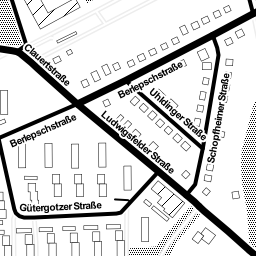 Clauertstraße
Berlepschstraße
Uhldinger Straße
Schopfheimer Straße
Ludwigsfelder Straße
Berlepschstraße
Gütergotzer Straße